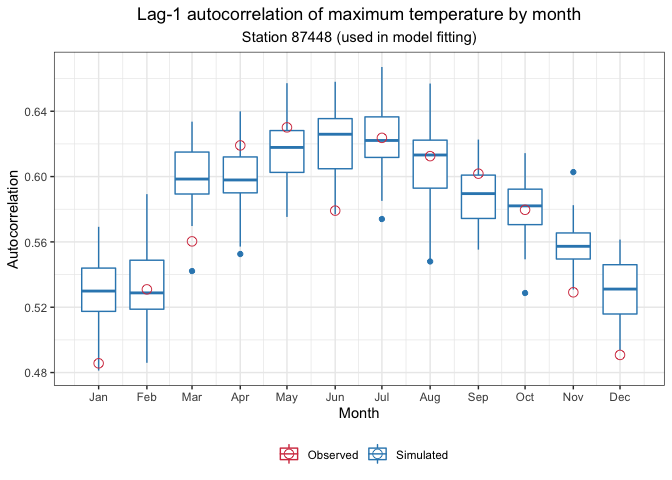 Lag-1 autocorrelation of maximum temperature by month
Station 87448 (used in model fitting)
Autocorrelation
0.64
0.60
0.56
0.52
0.48
Jan Feb Mar Apr May Jun Jul Aug Sep Oct Nov Dec
Month
Observed Simulated